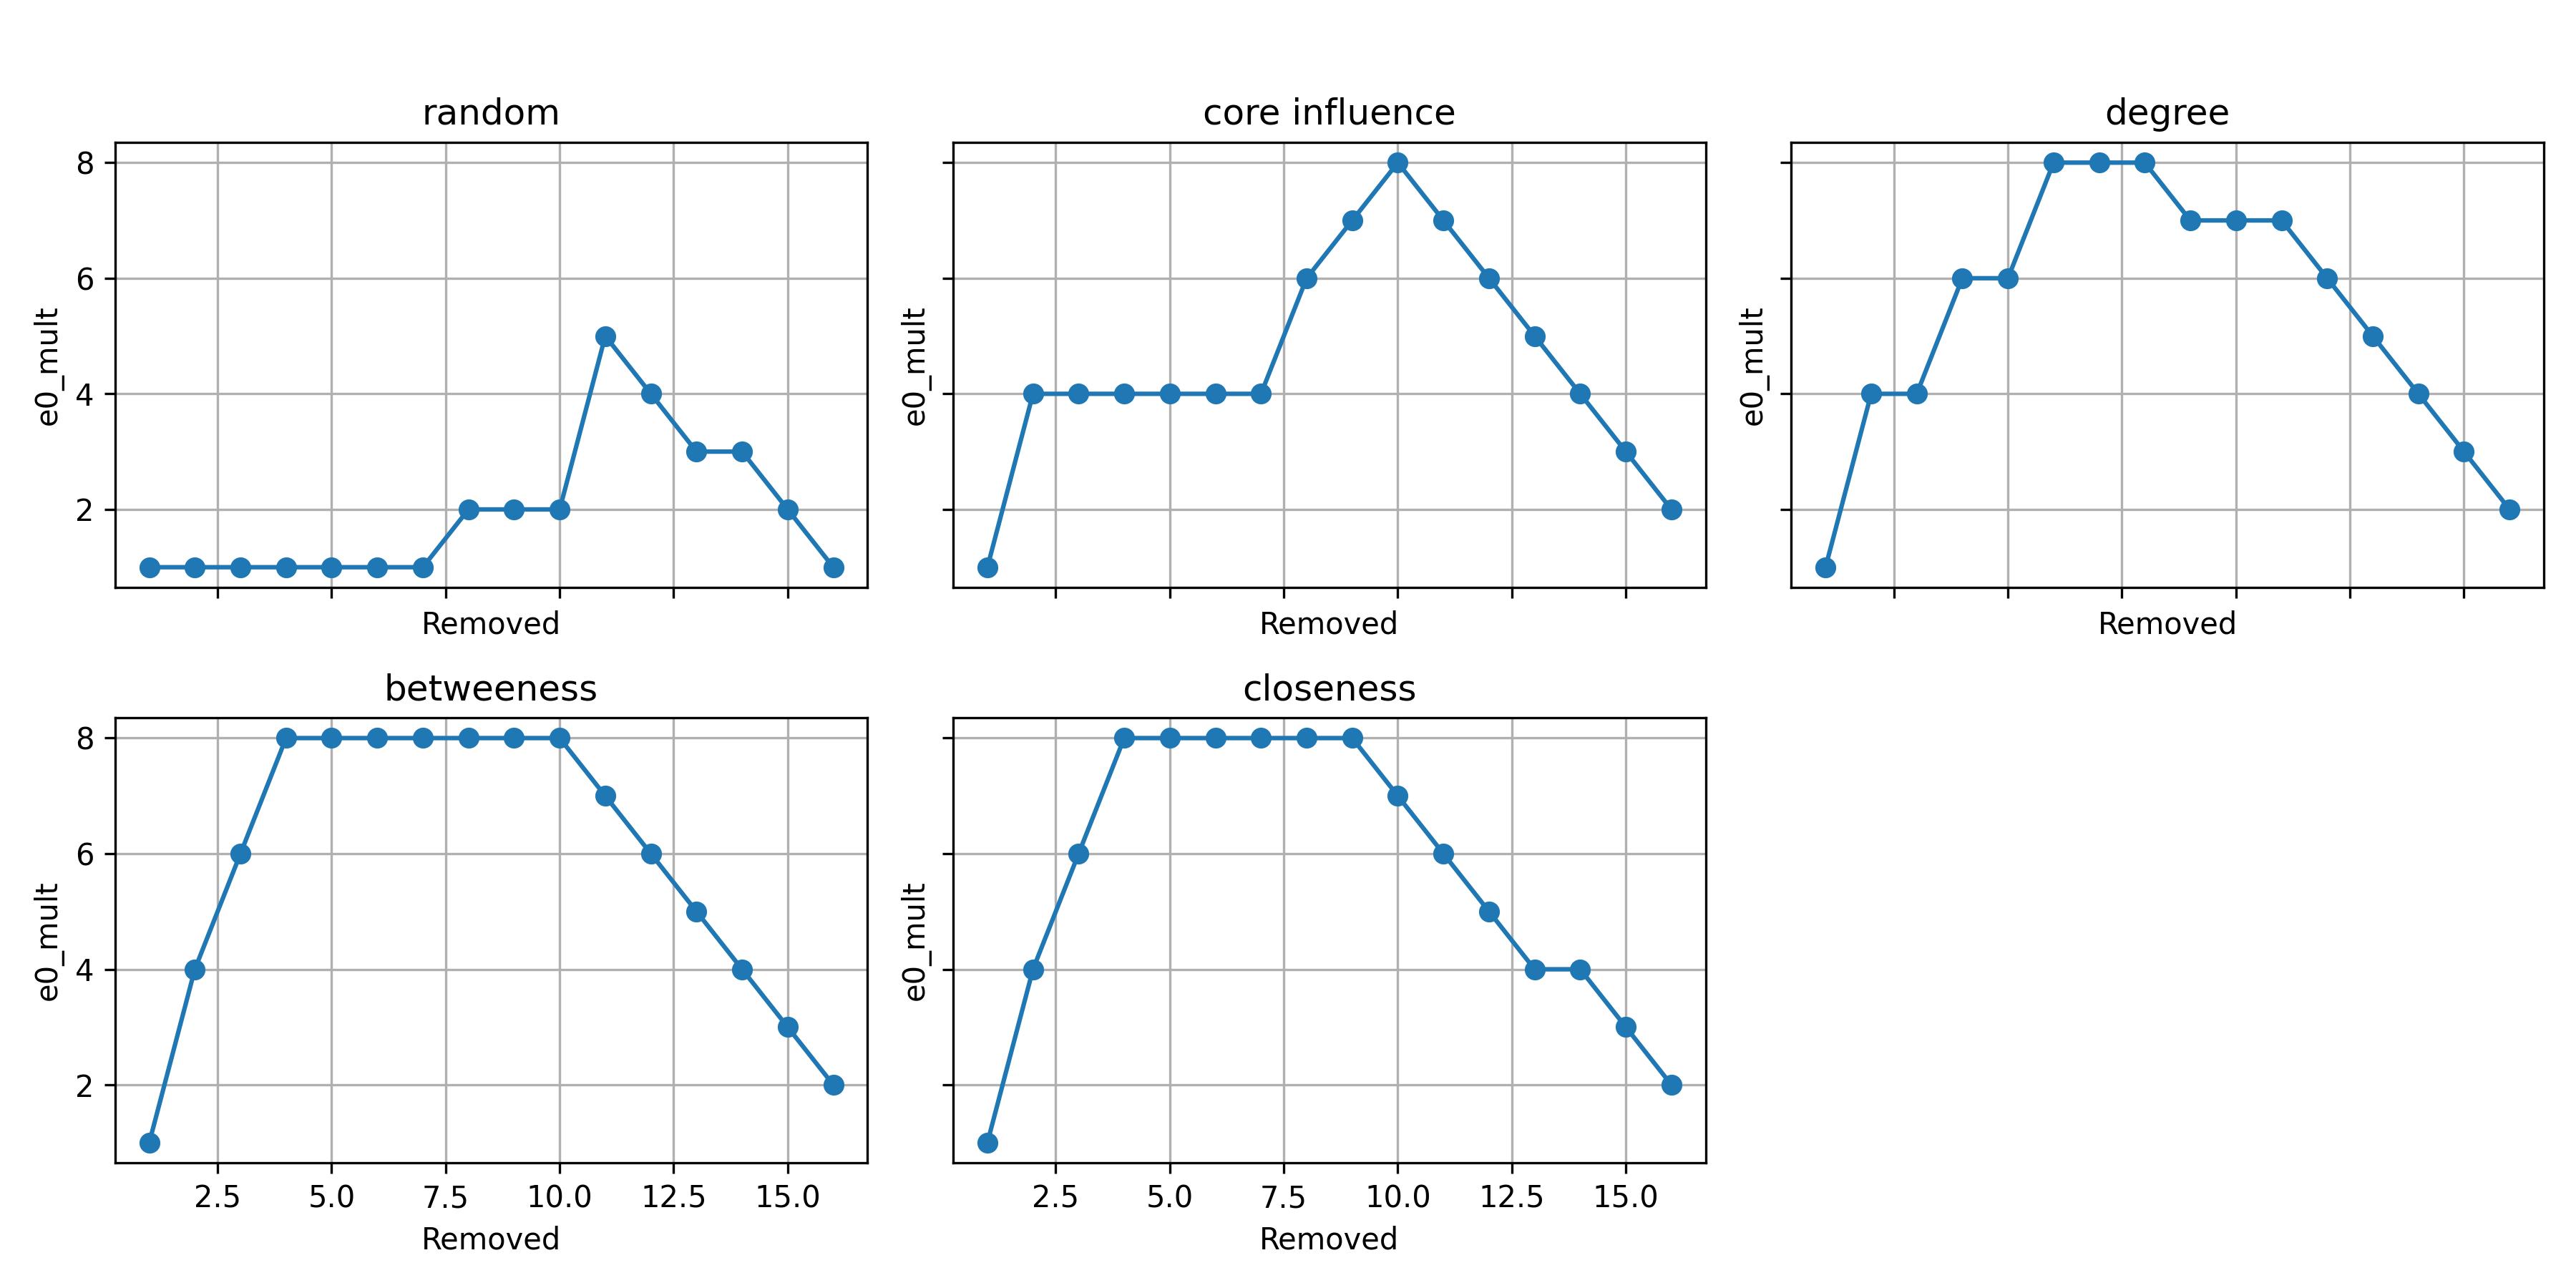 random
core influence
degree
8
6
4
2
e0_mult
e0_mult
e0_mult
Removed
Removed
Removed
betweeness
closeness
8
6
4
2
e0_mult
e0_mult
2.5 5.0 7.5 10.0 12.5 15.0
2.5 5.0 7.5 10.0 12.5 15.0
Removed
Removed